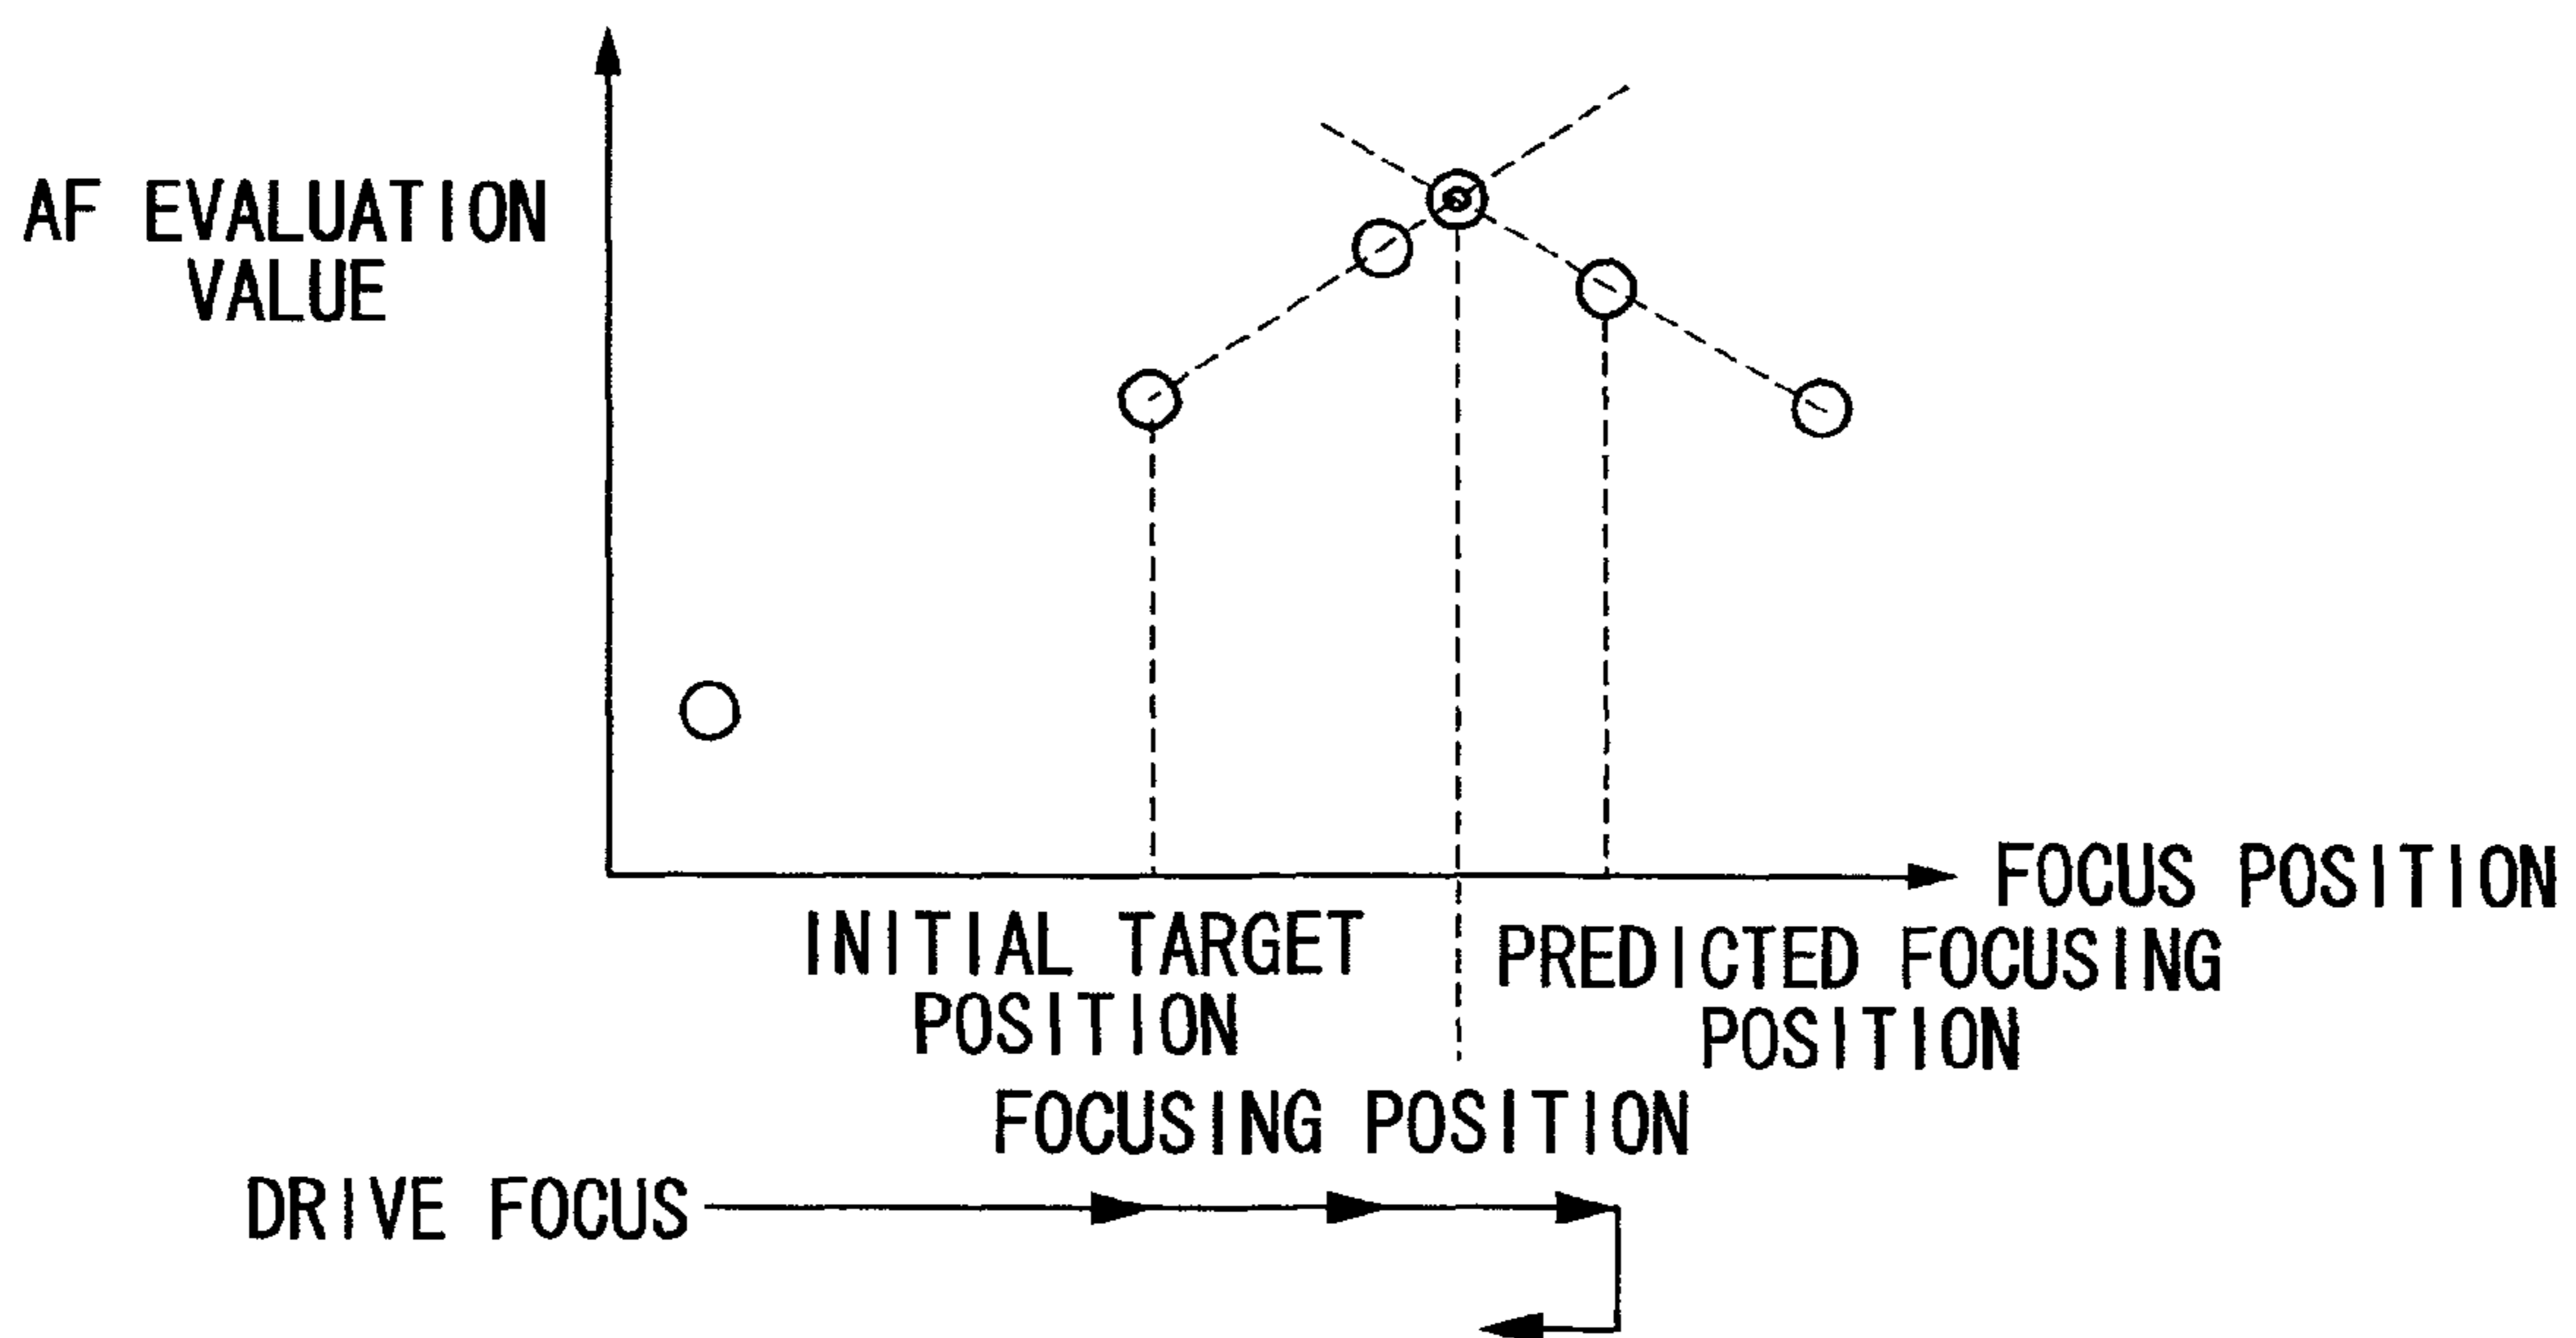 AF EVALUATION
VALUE
FOCUS POSITION
INITIAL TARGET
POSITION
PREDICTED FOCUSING
POSITION
FOCUSING POSITION
DRIVE FOCUS